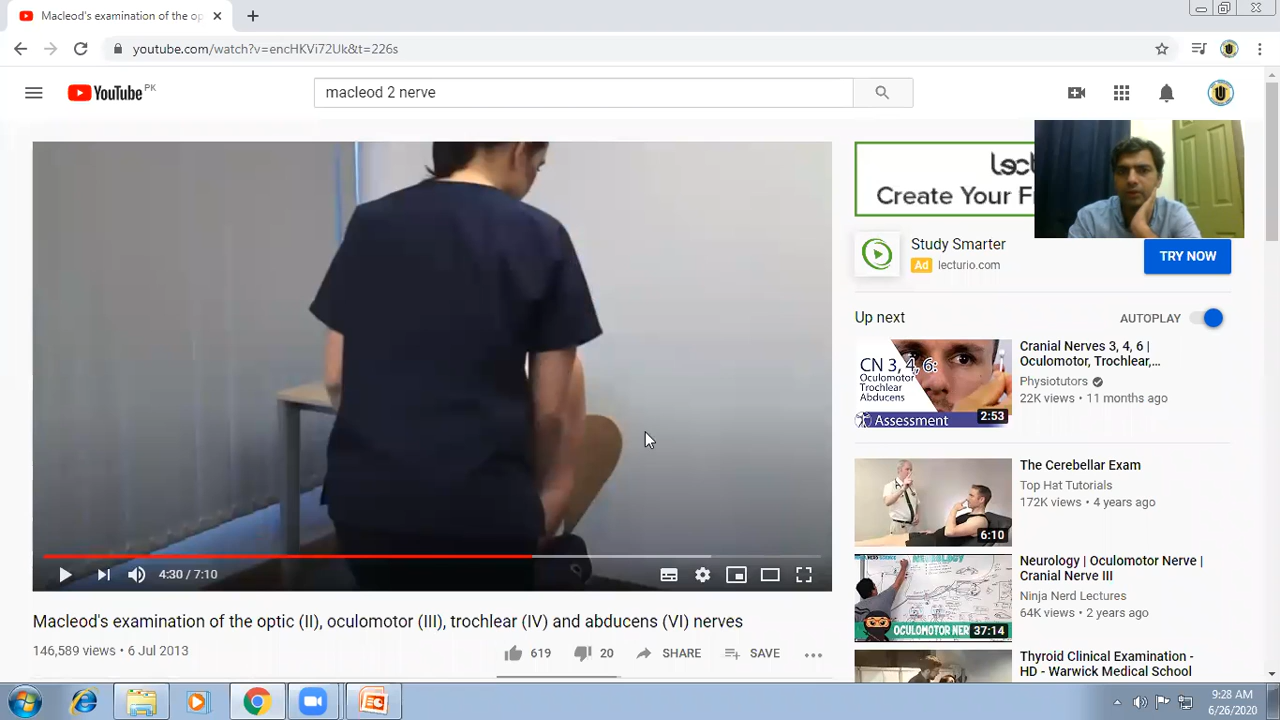 Macleod's examination of the op
youtube.com/watch?v=encHKVi72Uk&t=226s
YouTube PK
macleod 2 nerve
Create Your F
Study Smarter
Ad lecturio.com
TRY NOW
Up next
AUTOPLAY
CN 3, 4, 6:
Oculomotor
Trochlear
Abducens
Assessment
2:53
Cranial Nerves 3, 4, 6 |
Oculomotor, Trochlear,...
Physiotutors
22K views • 11 months ago
6:10
The Cerebellar Exam
Top Hat Tutorials
172K views • 4 years ago
OCULOMOTOR NER
37:14
Neurology | Oculomotor Nerve |
Cranial Nerve III
Ninja Nerd Lectures
64K views • 2 years ago
Thyroid Clinical Examination -
HD - Warwick Medical School
4:30 / 7:10
Macleod's examination of the optic (II), oculomotor (III), trochlear (IV) and abducens (VI) nerves
146,589 views • 6 Jul 2013
619
20
SHARE
SAVE
9:28 AM
6/26/2020